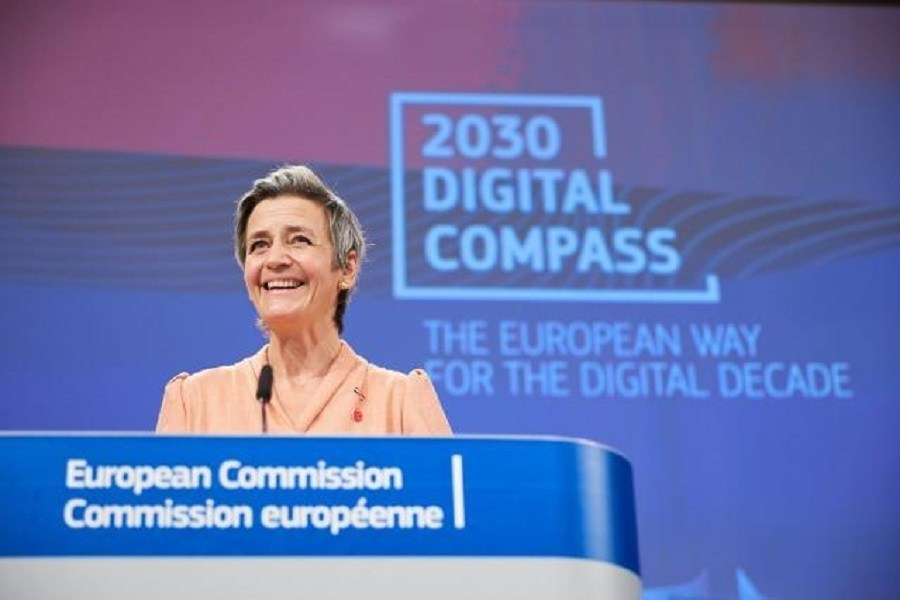 2030
DIGITAL
COMPASS
THE EUROPEAN WAY
FOR THE DIGITAL DECADE
European Commission
Commission européenne